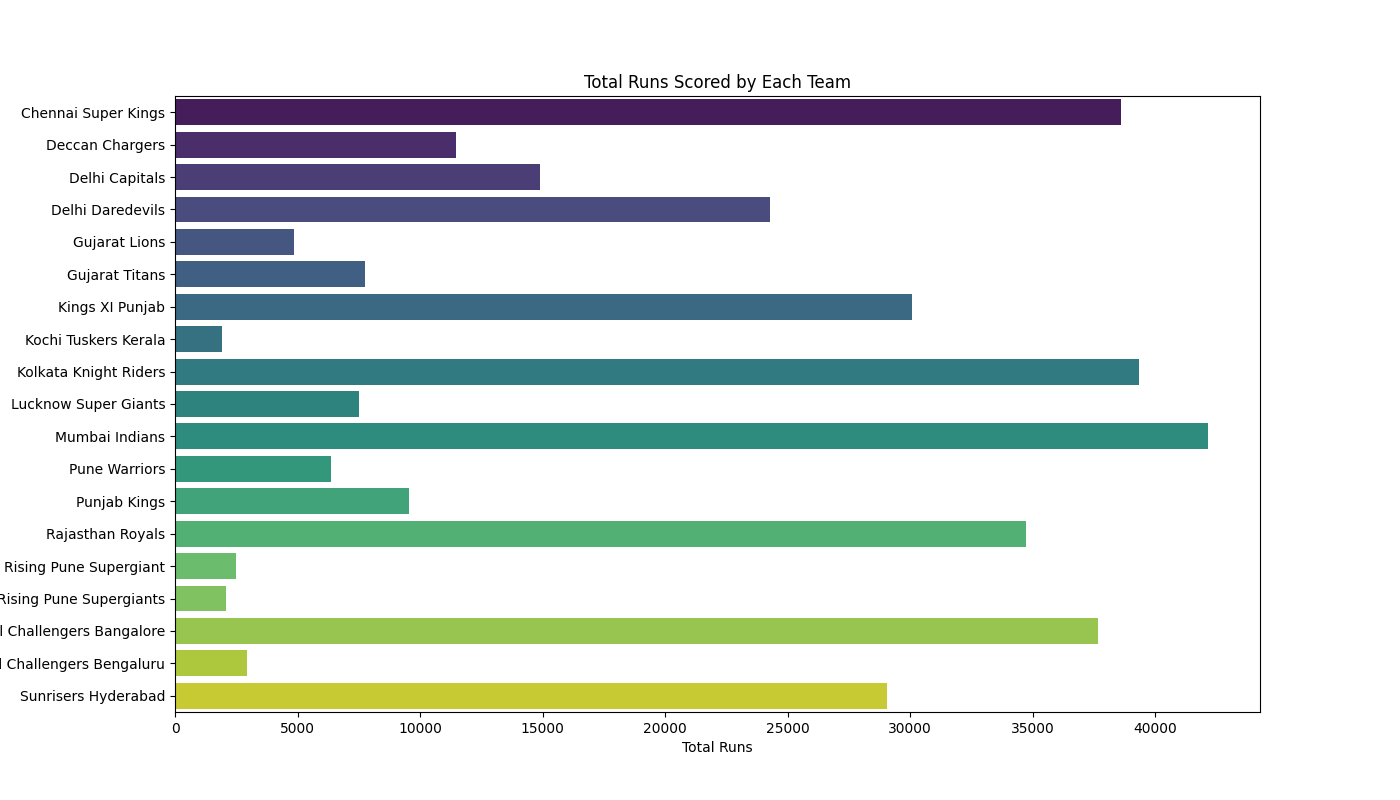 Total Runs Scored by Each Team
Chennai Super Kings
Deccan Chargers
Delhi Capitals
Delhi Daredevils
Gujarat Lions
Gujarat Titans
Kings XI Punjab
Kochi Tuskers Kerala
Kolkata Knight Riders
Lucknow Super Giants
Mumbai Indians
Pune Warriors
Punjab Kings
Rajasthan Royals
Rising Pune Supergiant
Rising Pune Supergiants
Challengers Bangalore
Challengers Bengaluru
Sunrisers Hyderabad
0 5000 10000 15000 20000 25000 30000 35000 40000
Total Runs